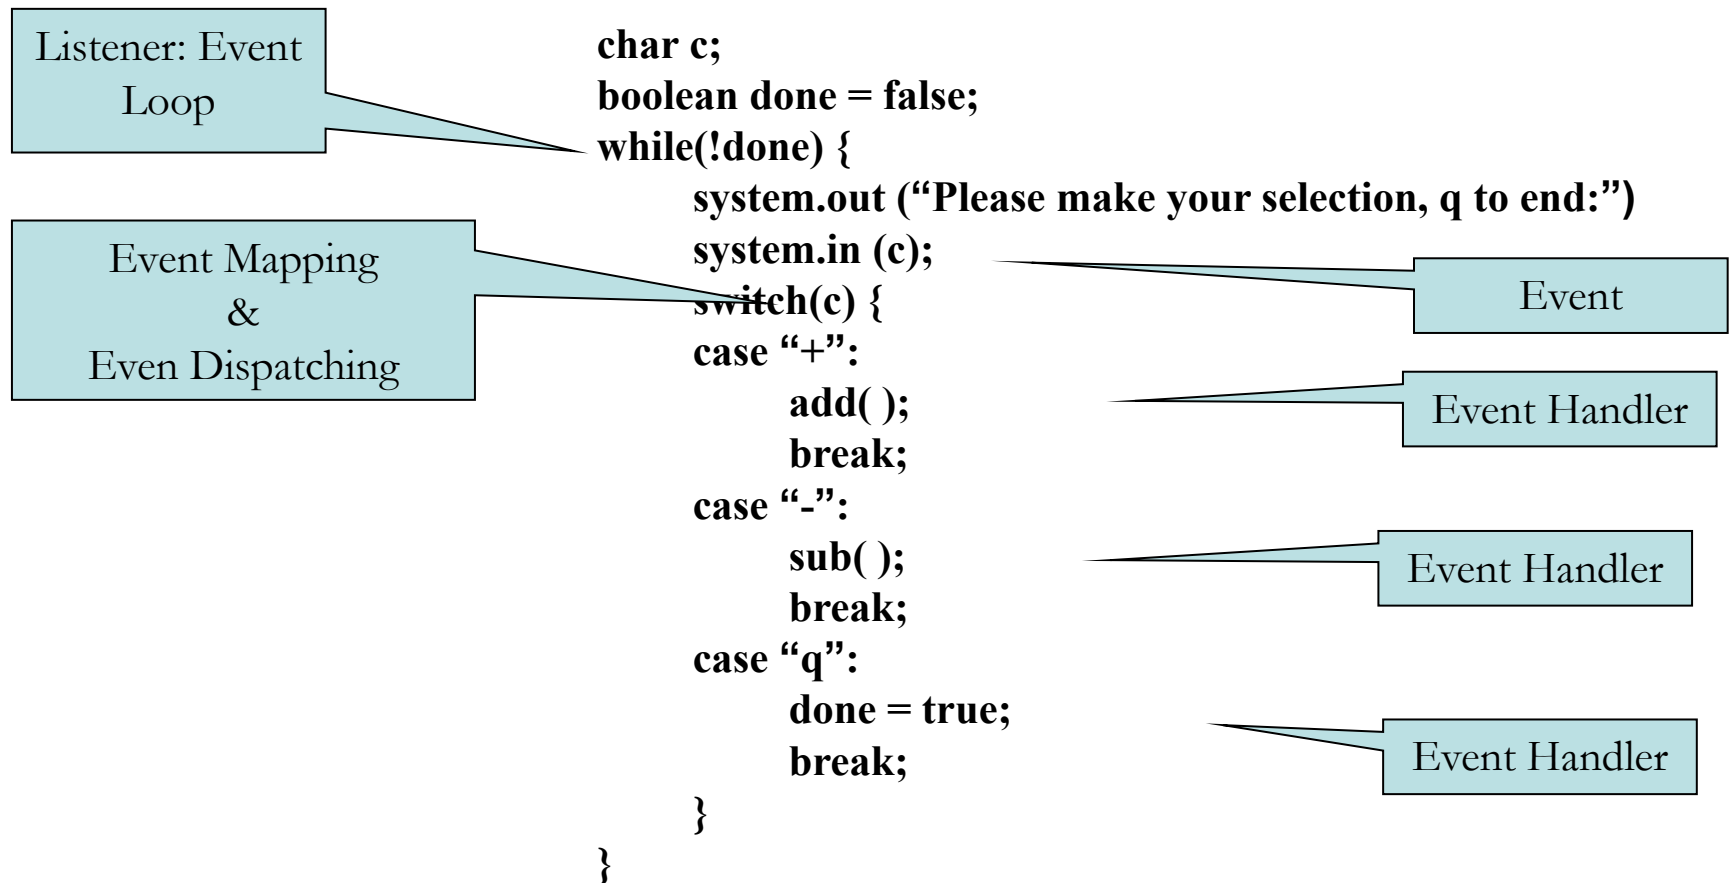 Listener: Event
Loop
char c;
boolean done = false;
while(!done) {
system.out (“Please make your selection, q to end:”)
system.in (c);
switch(c) {
case “+”:
add( );
break;
case “-”:
sub( );
break;
case “q”:
done = true;
break;
}
}
Event Mapping
&
Even Dispatching
Event
Event Handler
Event Handler
Event Handler